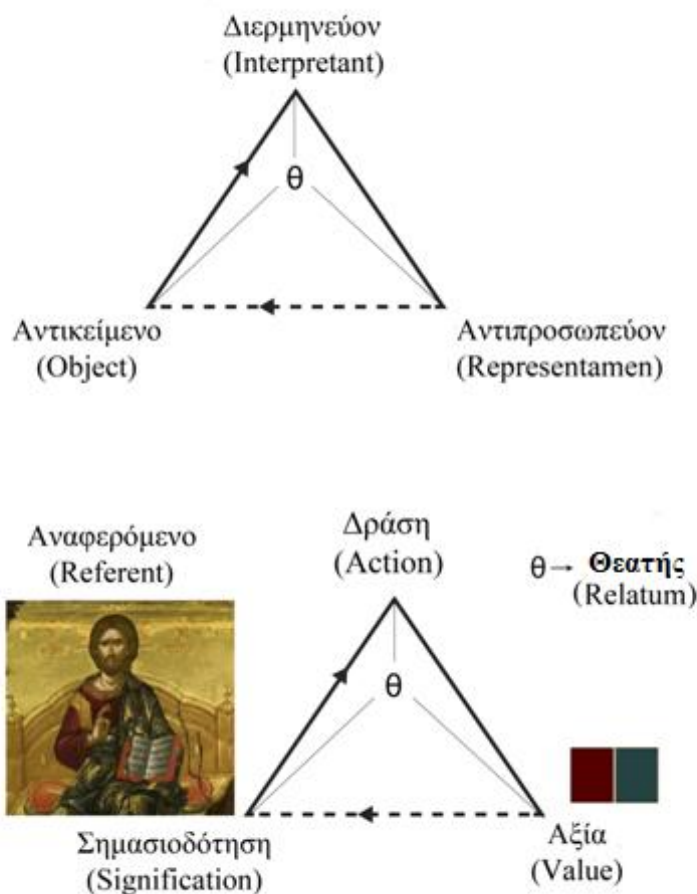 Διερμηνεύον
(Interpretant)
θ
Αντικείμενο
(Object)
Αντιπροσωπεύον
(Representamen)
Αναφερόμενο
(Referent)
Δράση
(Action)
θ → Θεατής
(Relatum)
θ
Σημασιοδότηση
(Signification)
Αξία
(Value)